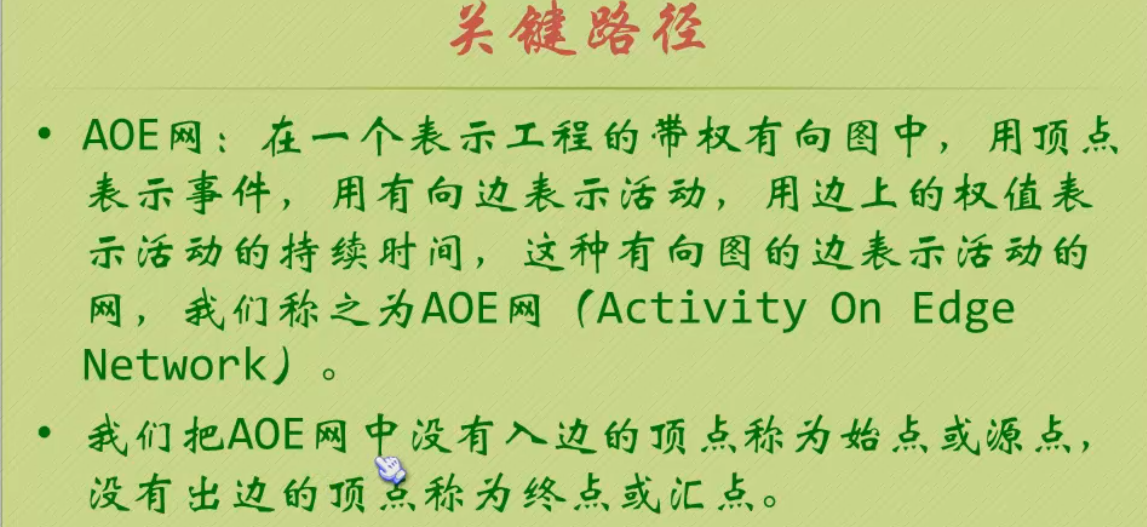 关键路径
• AOE网：在一个表示工程的带权有向图中，用顶点
表示事件，用有向边表示活动，用边上的权值表
示活动的持续时间，这种有向图的边表示活动的
网，我们称之为AOE网（Activity On Edge
Network）。
• 我们把AOE网中没有入边的顶点称为始点或源点，
没有出边的顶点称为终点或汇点。